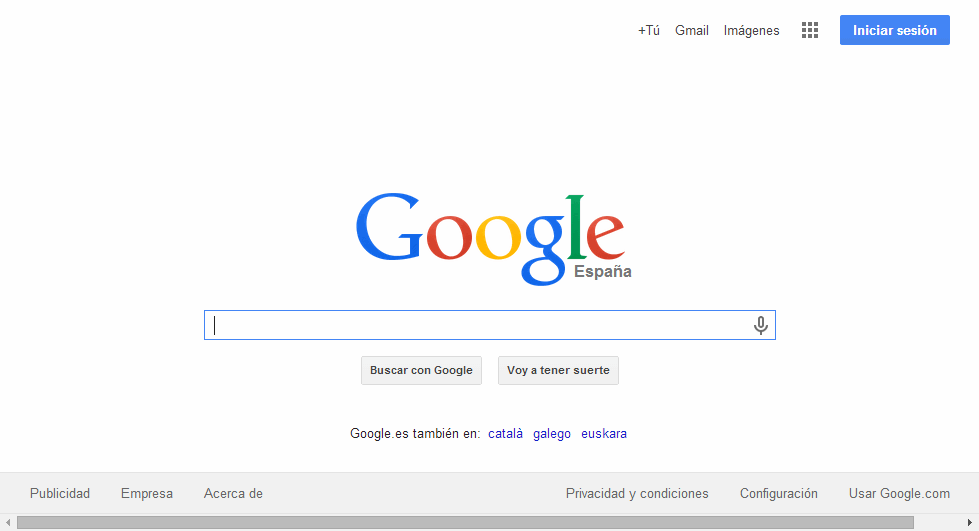 +Tú Gmail Imágenes Iniciar sesión
Google
España
Buscar con Google Voy a tener suerte
Google.es también en: català galego euskara
Publicidad Empresa Acerca de Privacidad y condiciones Configuración Usar Google.com